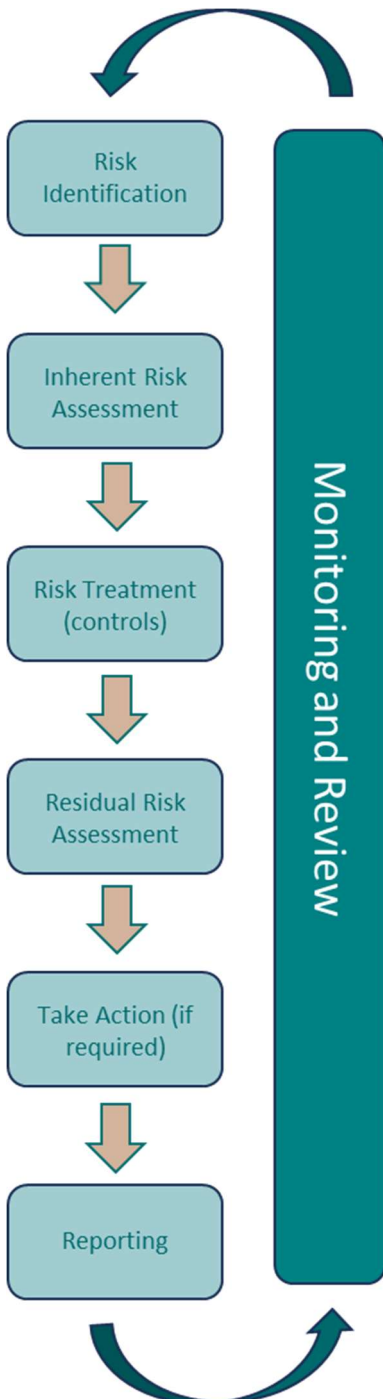 Risk
Identification
Inherent Risk
Assessment
Risk Treatment
(controls)
Residual Risk
Assessment
Take Action (if
required)
Reporting
Monitoring and Review